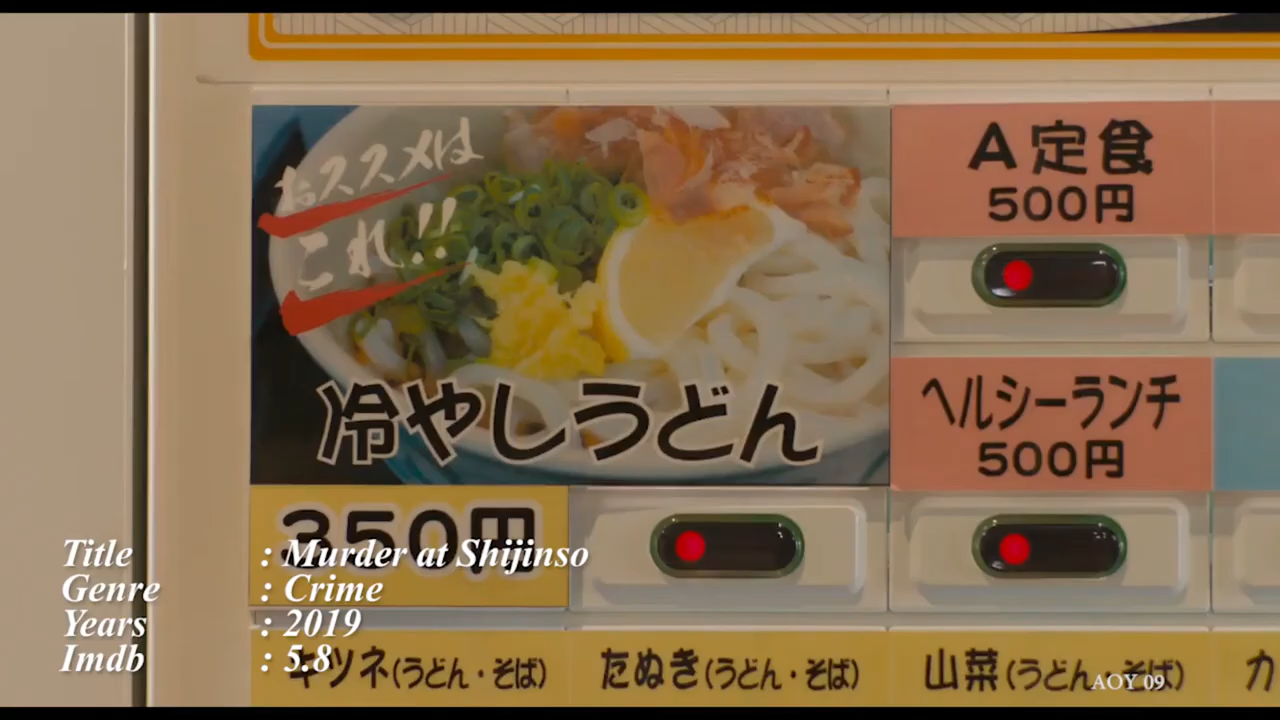 おススメは
これ!!
冷やしうどん
350円
A定食
500円
ヘルシーランチ
500円
キツネ(うどん・そば)
たぬき(うどん・そば)
山菜(うどん・そば)
カ
Title : Murder at Shijinso
Genre : Crime
Years : 2019
Imdb : 5.8
AOY 09